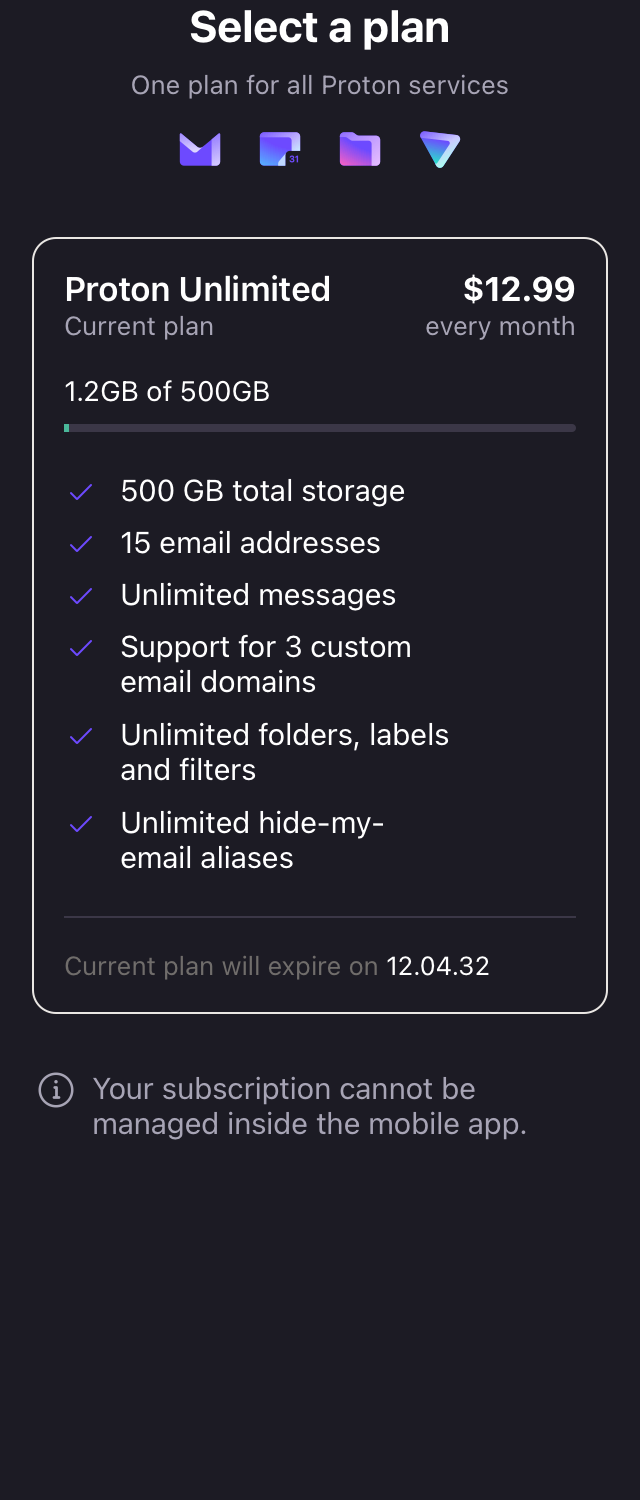 Select a plan
One plan for all Proton services
31
Proton Unlimited
$12.99
Current plan
every month
1.2GB of 500GB
500 GB total storage
15 email addresses
Unlimited messages
Support for 3 custom
email domains
Unlimited folders, labels
and filters
Unlimited hide-my-
email aliases
Current plan will expire on 12.04.32
Your subscription cannot be
managed inside the mobile app.